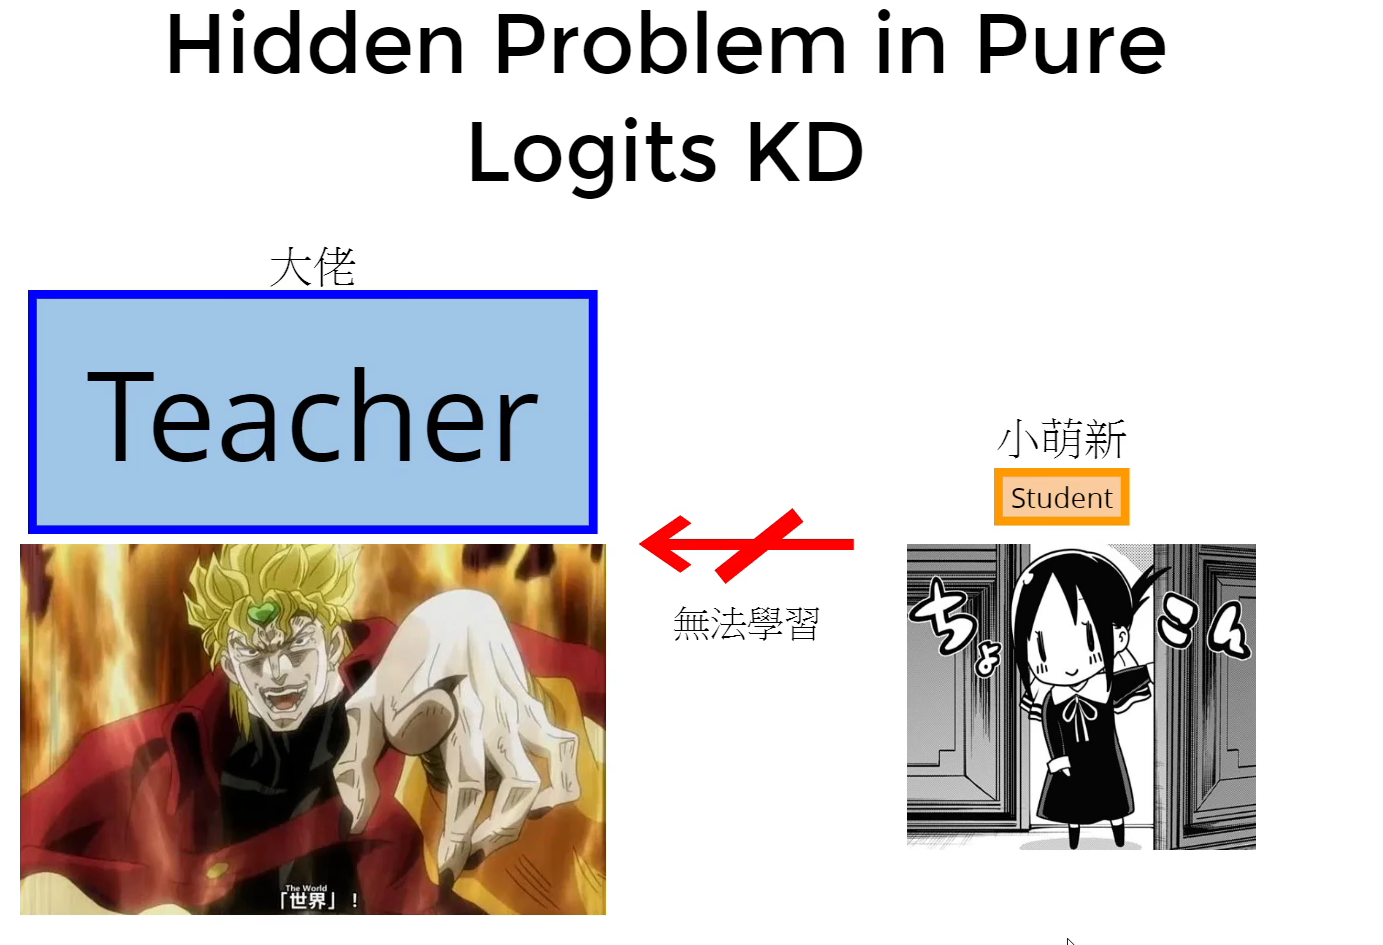 Hidden Problem in Pure
Logits KD
大佬
Teacher
小萌新
Student
無法學習
ちょ
こん
The World
「世界」！